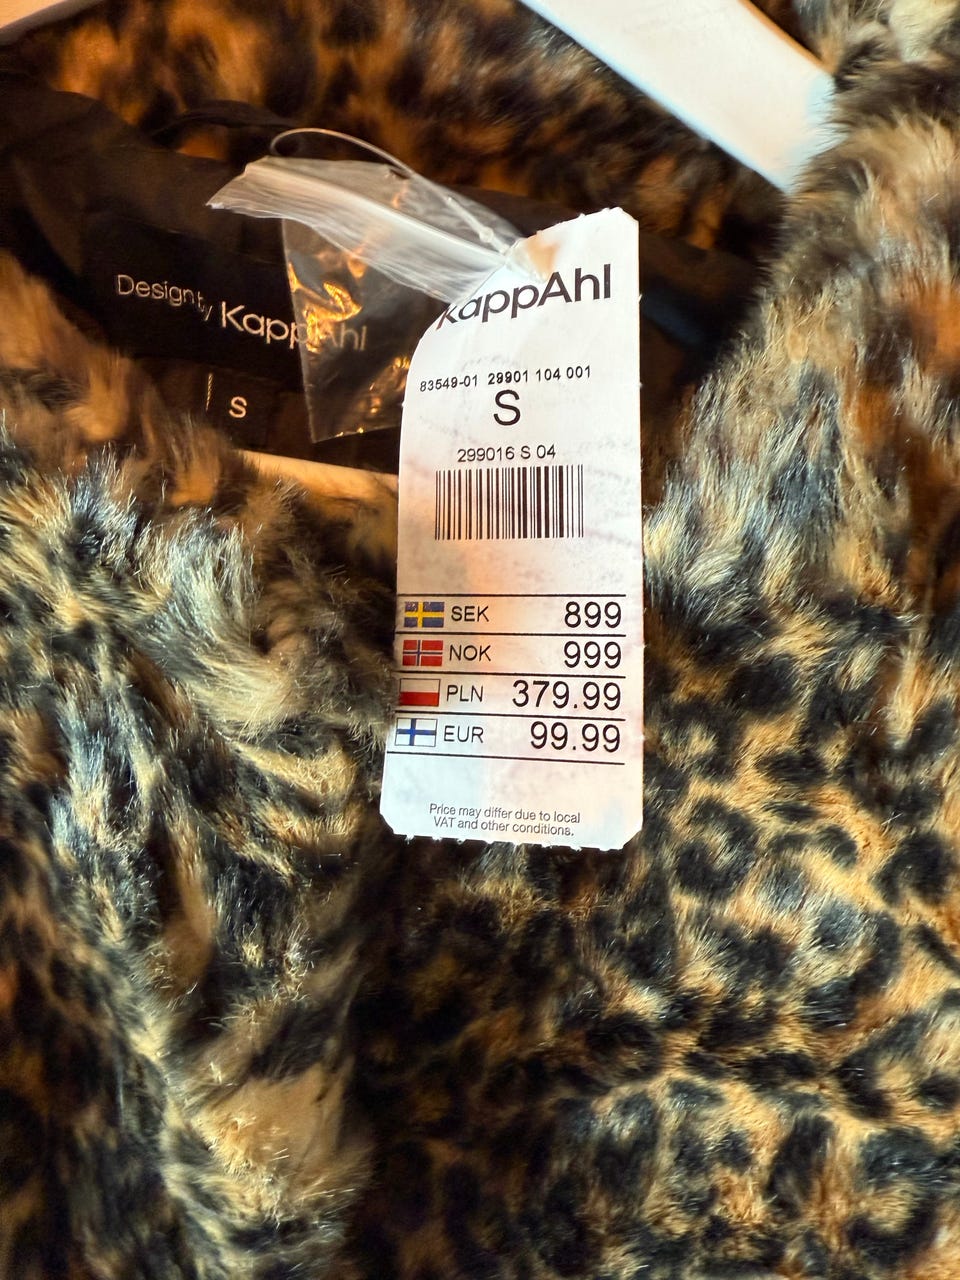 Design by KappAhl
S
KappAhl
83549-01 29901 104 001
S
299016 S 04
SEK 899
NOK 999
PLN 379.99
EUR 99.99
Price may differ due to local
VAT and other conditions.